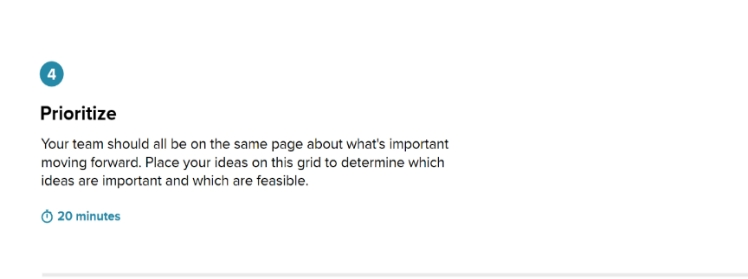 4
Prioritize
Your team should all be on the same page about what's important
moving forward. Place your ideas on this grid to determine which
ideas are important and which are feasible.
20 minutes